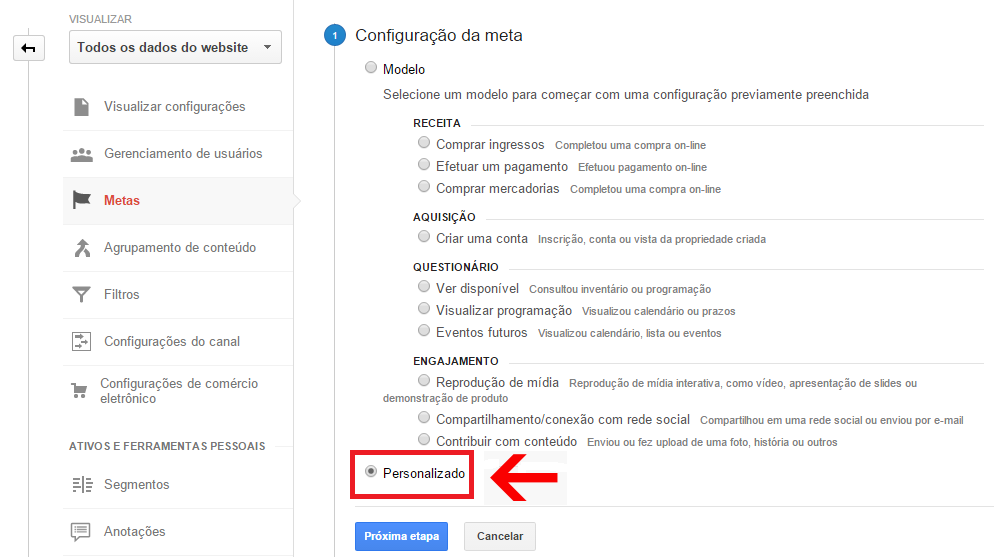 VISUALIZAR
Todos os dados do website
Visualizar configurações
Gerenciamento de usuários
Metas
Agrupamento de conteúdo
Filtros
Configurações do canal
Configurações de comércio
eletrônico
ATIVOS E FERRAMENTAS PESSOAIS
Segmentos
Anotações
1 Configuração da meta
Modelo
Selecione um modelo para começar com uma configuração previamente preenchida
RECEITA
Comprar ingressos Completou uma compra on-line
Efetuar um pagamento Efetuou pagamento on-line
Comprar mercadorias Completou uma compra on-line
AQUISIÇÃO
Criar uma conta Inscrição, conta ou vista da propriedade criada
QUESTIONÁRIO
Ver disponível Consultou inventário ou programação
Visualizar programação Visualizou calendário ou prazos
Eventos futuros Visualizou calendário, lista ou eventos
ENGAJAMENTO
Reprodução de mídia Reprodução de mídia interativa, como vídeo, apresentação de slides ou
demonstração de produto
Compartilhamento/conexão com rede social Compartilhou em uma rede social ou enviou por e-mail
Contribuir com conteúdo Enviou ou fez upload de uma foto, história ou outros
Personalizado
Próxima etapa Cancelar